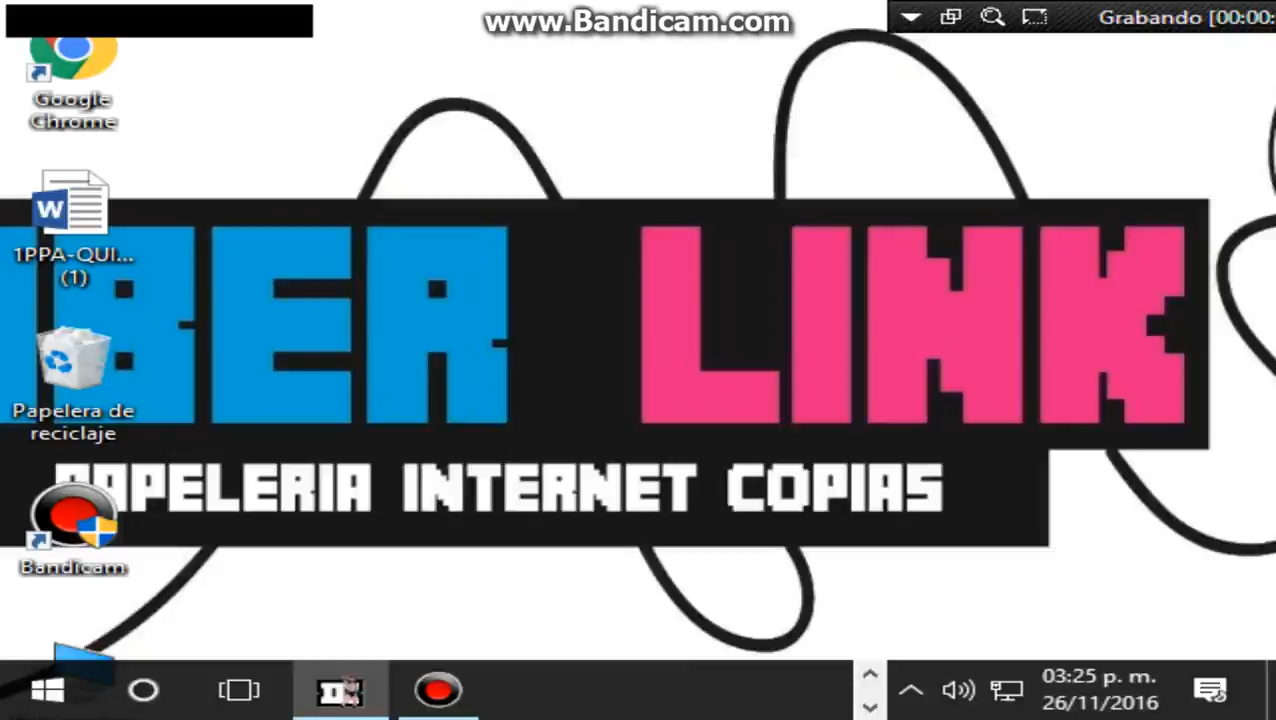 www.Bandicam.com
Grabando [00:00:
Google
Chrome
1PPA-QUI...
(1)
BER LINK
Papelera de
reciclaje
PAPELERIA INTERNET COPIAS
Bandicam
03:25 p. m.
26/11/2016